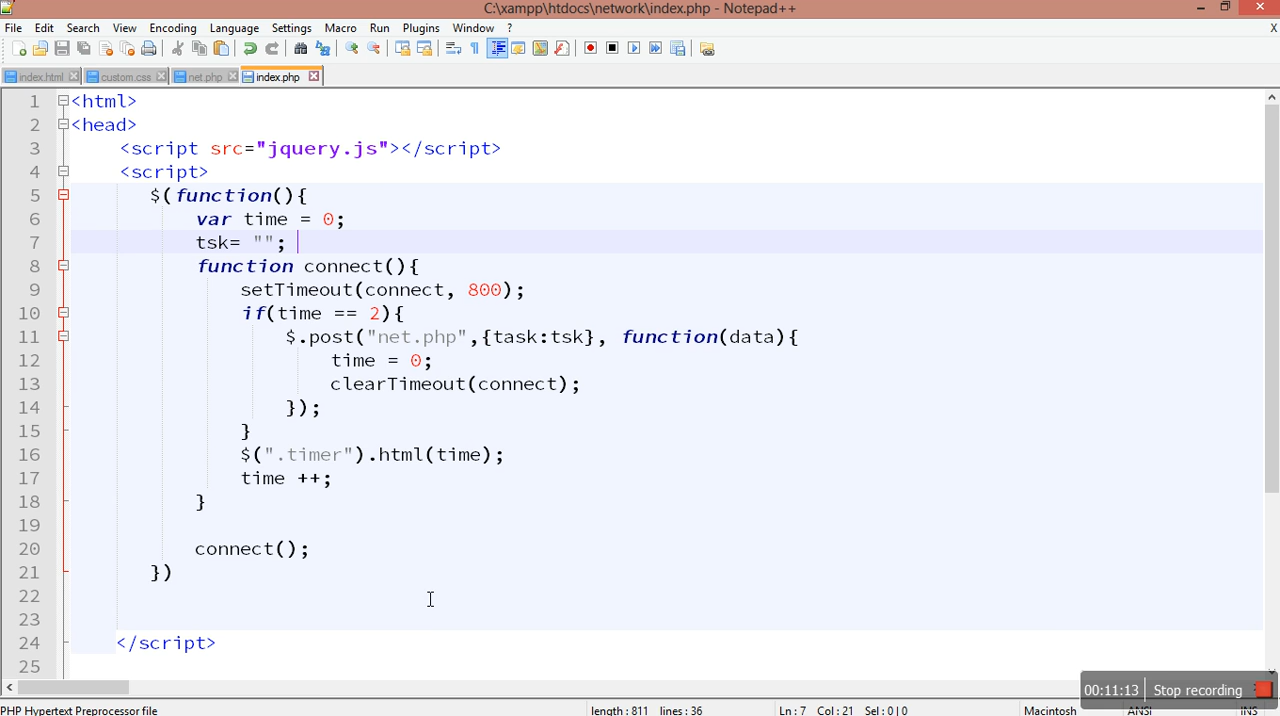 C:\xampp\htdocs\network\index.php - Notepad++
File Edit Search View Encoding Language Settings Macro Run Plugins Window ? X
index.html custom.css net.php index.php
1 <html>
2 <head>
3 <script src="jquery.js"></script>
4 <script>
5 $(function(){
6 var time = 0;
7 tsk= "";
8 function connect(){
9 setTimeout(connect, 800);
10 if(time == 2){
11 $.post("net.php",{task:tsk}, function(data){
12 time = 0;
13 clearTimeout(connect);
14 });
15 }
16 $(".timer").html(time);
17 time ++;
18 }
19
20 connect();
21 })
22
23
24 </script>
25
00:11:13 Stop recording
PHP Hypertext Preprocessor file length : 811 lines : 36 Ln : 7 Col : 21 Sel : 0 | 0 Macintosh ANSI INS